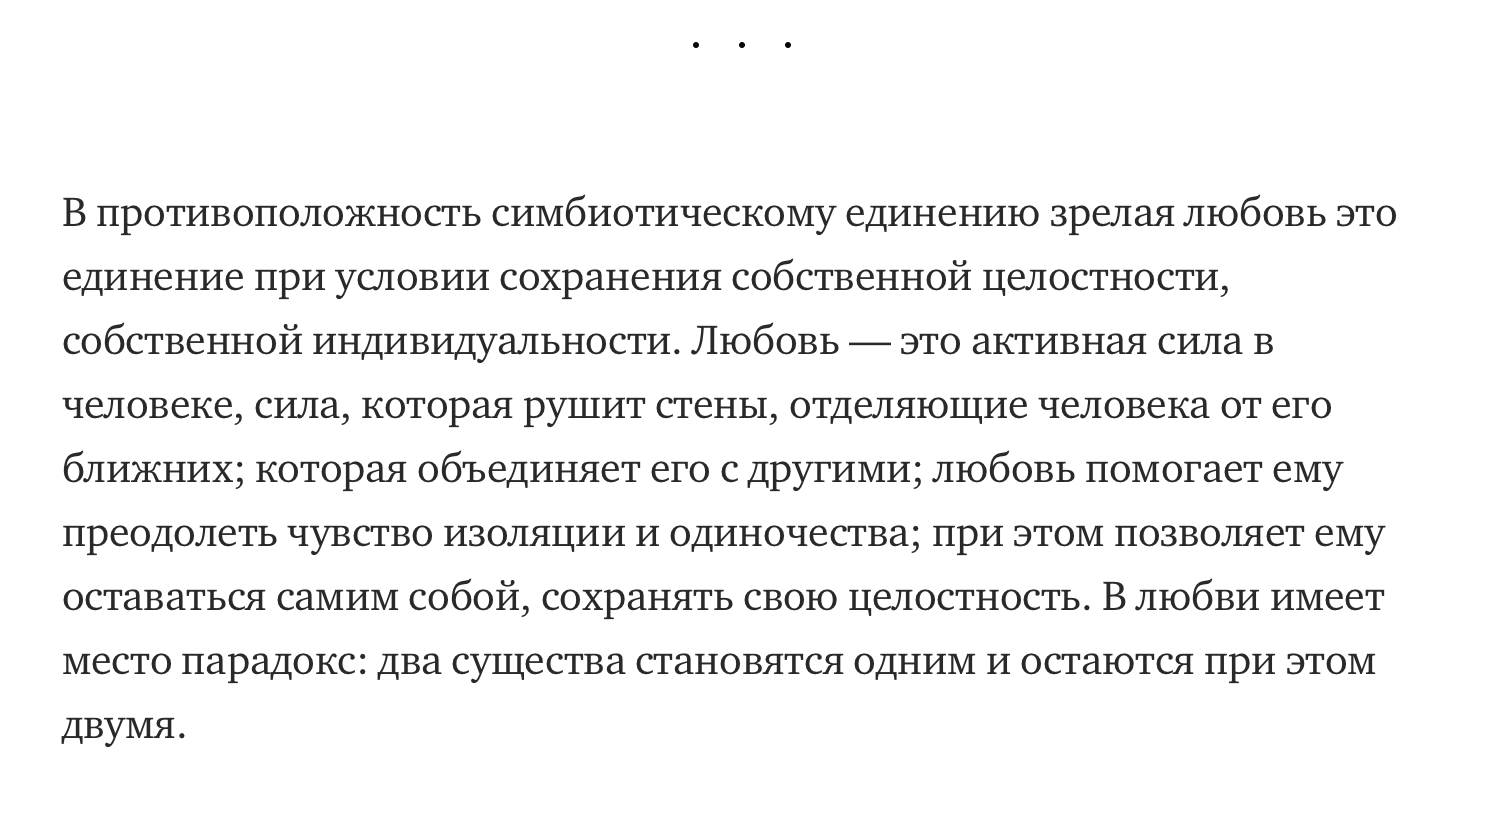 . . .
В противоположность симбиотическому единению зрелая любовь это
единение при условии сохранения собственной целостности,
собственной индивидуальности. Любовь — это активная сила в
человеке, сила, которая рушит стены, отделяющие человека от его
ближних; которая объединяет его с другими; любовь помогает ему
преодолеть чувство изоляции и одиночества; при этом позволяет ему
оставаться самим собой, сохранять свою целостность. В любви имеет
место парадокс: два существа становятся одним и остаются при этом
двумя.